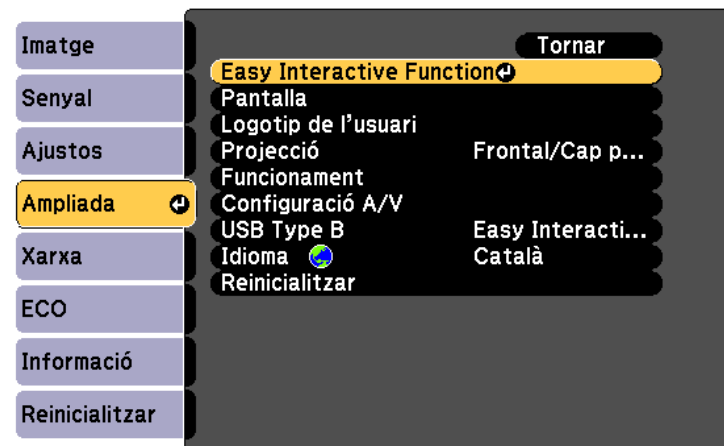 Imatge
Senyal
Ajustos
Ampliada
Xarxa
ECO
Informació
Reinicialitzar
Tornar
Easy Interactive Function
Pantalla
Logotip de l'usuari
Projecció Frontal/Cap p...
Funcionament
Configuració A/V
USB Type B Easy Interacti...
Idioma Català
Reinicialitzar